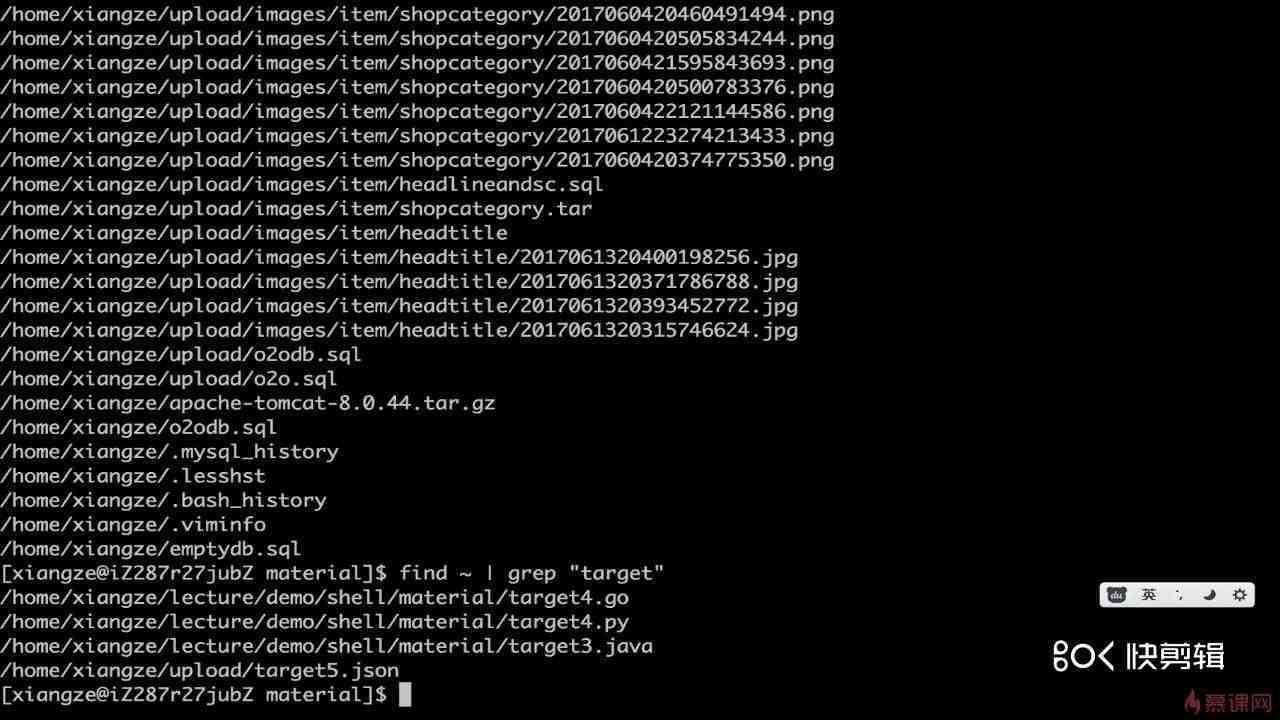 /home/xiangze/upload/images/item/shopcategory/2017060420460491494.png
/home/xiangze/upload/images/item/shopcategory/2017060420505834244.png
/home/xiangze/upload/images/item/shopcategory/2017060421595843693.png
/home/xiangze/upload/images/item/shopcategory/2017060420500783376.png
/home/xiangze/upload/images/item/shopcategory/2017060422121144586.png
/home/xiangze/upload/images/item/shopcategory/2017061223274213433.png
/home/xiangze/upload/images/item/shopcategory/2017060420374775350.png
/home/xiangze/upload/images/item/headlineandsc.sql
/home/xiangze/upload/images/item/shopcategory.tar
/home/xiangze/upload/images/item/headtitle
/home/xiangze/upload/images/item/headtitle/2017061320400198256.jpg
/home/xiangze/upload/images/item/headtitle/2017061320371786788.jpg
/home/xiangze/upload/images/item/headtitle/2017061320393452772.jpg
/home/xiangze/upload/images/item/headtitle/2017061320315746624.jpg
/home/xiangze/upload/o2odb.sql
/home/xiangze/upload/o2o.sql
/home/xiangze/apache-tomcat-8.0.44.tar.gz
/home/xiangze/o2odb.sql
/home/xiangze/.mysql_history
/home/xiangze/.lesshst
/home/xiangze/.bash_history
/home/xiangze/.viminfo
/home/xiangze/emptydb.sql
[xiangze@iZ287r27jubZ material]$ find ~ | grep "target"
/home/xiangze/lecture/demo/shell/material/target4.go
/home/xiangze/lecture/demo/shell/material/target4.py
/home/xiangze/lecture/demo/shell/material/target3.java
/home/xiangze/upload/target5.json
[xiangze@iZ287r27jubZ material]$
du 英
快剪辑
慕课网